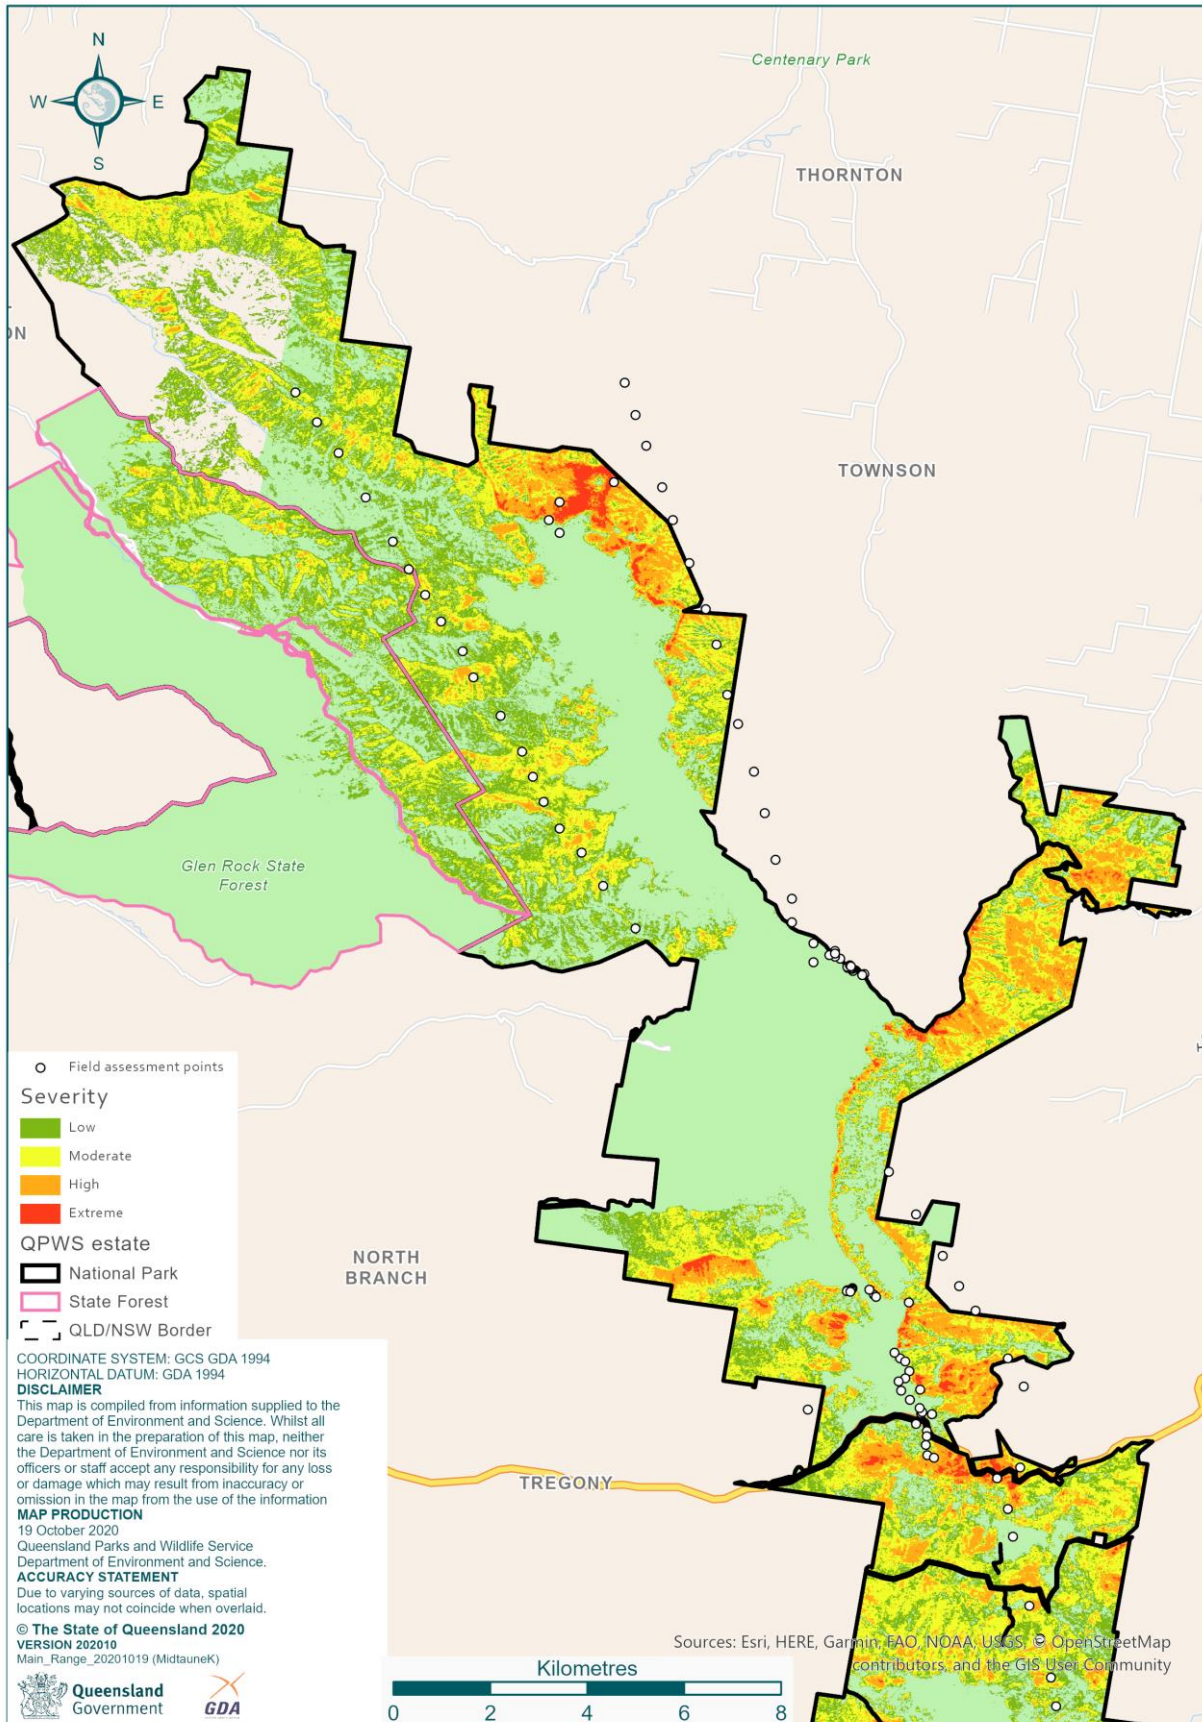 N
W
E
S
Centenary Park
THORNTON
ON
TOWNSON
Glen Rock State
Forest
H
Field assessment points
Severity
Low
Moderate
High
Extreme
QPWS estate
National Park
State Forest
QLD/NSW Border
NORTH
BRANCH
TREGONY
COORDINATE SYSTEM: GCS GDA 1994
HORIZONTAL DATUM: GDA 1994
DISCLAIMER
This map is compiled from information supplied to the
Department of Environment and Science. Whilst all
care is taken in the preparation of this map, neither
the Department of Environment and Science nor its
officers or staff accept any responsibility for any loss
or damage which may result from inaccuracy or
omission in the map from the use of the information
MAP PRODUCTION
19 October 2020
Queensland Parks and Wildlife Service
Department of Environment and Science.
ACCURACY STATEMENT
Due to varying sources of data, spatial
locations may not coincide when overlaid.
© The State of Queensland 2020
VERSION 202010
Main_Range_20201019 (MidtauneK)
Queensland
Government
GDA
Sources: Esri, HERE, Garmin, FAO, NOAA, USGS, © OpenStreetMap
contributors, and the GIS User Community
Kilometres
0 2 4 6 8